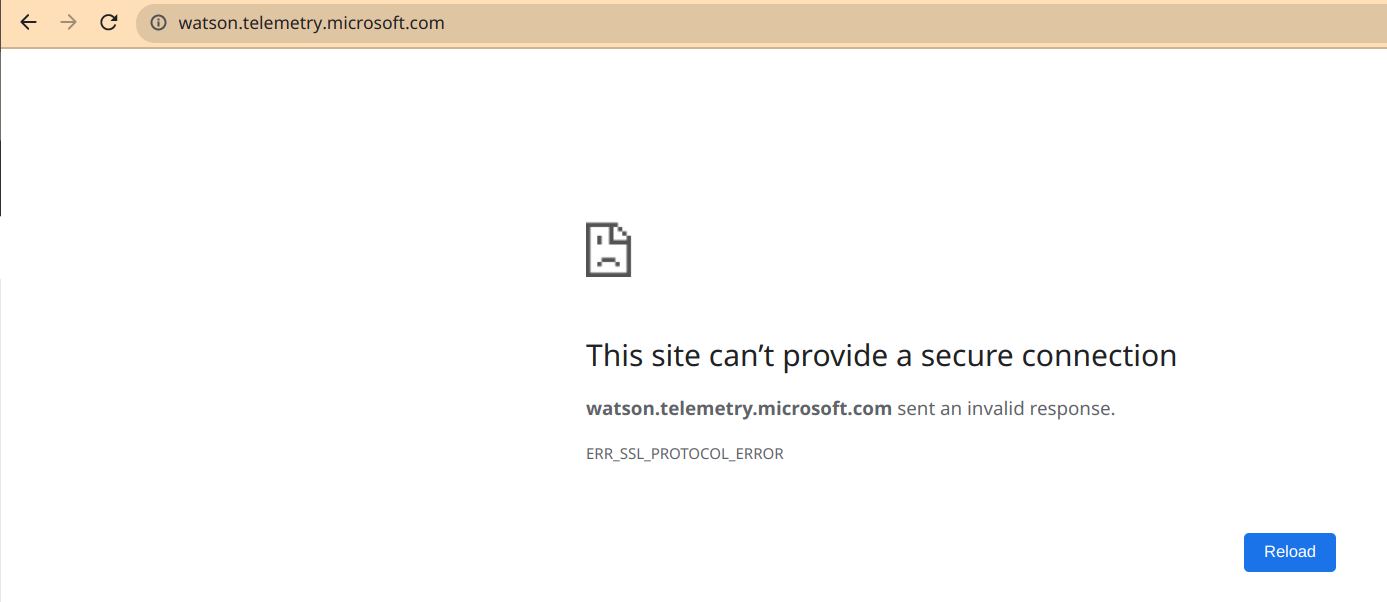 watson.telemetry.microsoft.com
This site can’t provide a secure connection
watson.telemetry.microsoft.com sent an invalid response.
ERR_SSL_PROTOCOL_ERROR
Reload